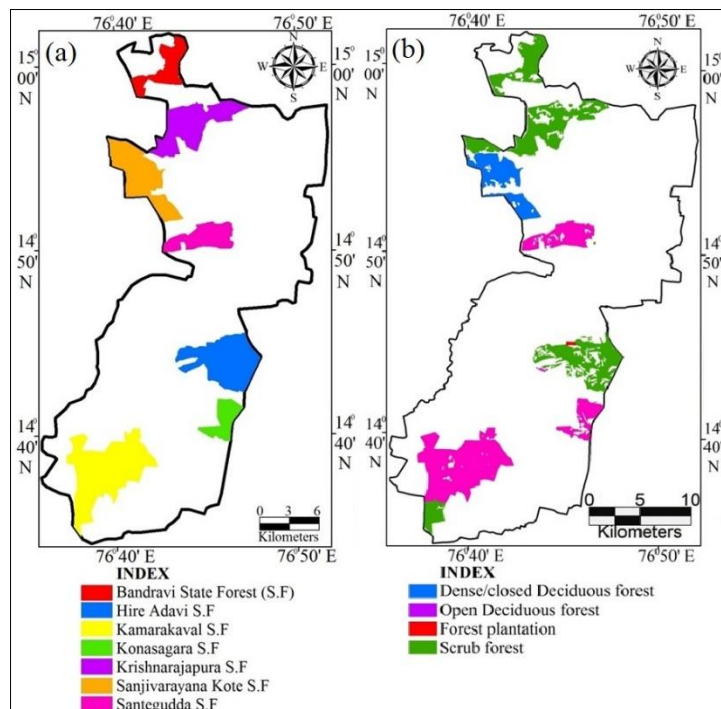 76° 40' E
76° 50' E
(a)
N
W
E
S
15°
00'
N
14°
50'
N
14°
40'
N
0 3 6
Kilometers
76° 40' E
76° 50' E
INDEX
Bandravi State Forest (S.F)
Hire Adavi S.F
Kamarakaval S.F
Konasagara S.F
Krishnarajapura S.F
Sanjivarayana Kote S.F
Santegudda S.F
76° 40' E
76° 50' E
(b)
N
W
E
S
15°
00'
N
14°
50'
N
14°
40'
N
0 5 10
Kilometers
76° 40' E
76° 50' E
INDEX
Dense/closed Deciduous forest
Open Deciduous forest
Forest plantation
Scrub forest